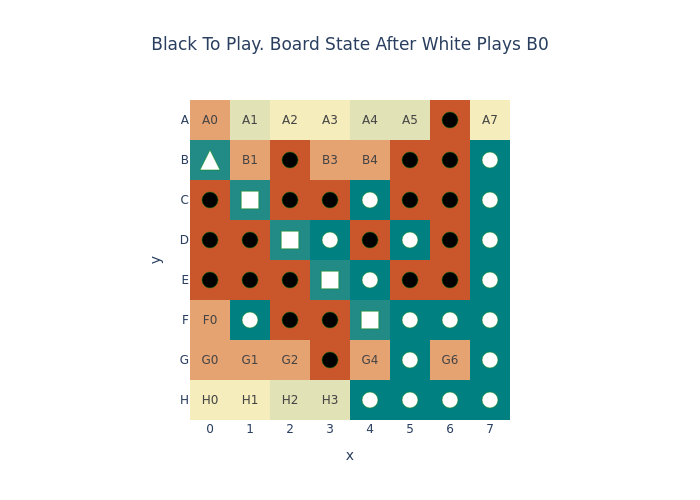 Black To Play. Board State After White Plays B0
A A0 A1 A2 A3 A4 A5 A7
B B1 B3 B4
C
D
y
E
F F0
G G0 G1 G2 G4 G6
H H0 H1 H2 H3
0 1 2 3 4 5 6 7
x